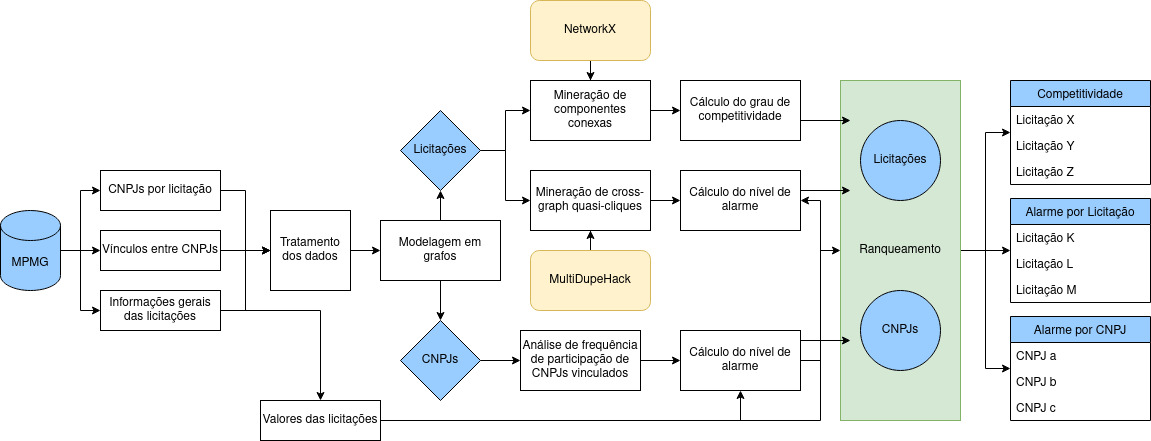 NetworkX
Mineração de
componentes
conexas
Cálculo do grau de
competitividade
Licitações
CNPJs por licitação
Mineração de cross-
graph quasi-cliques
Cálculo do nível de
alarme
Licitações
Competitividade
Licitação X
Licitação Y
Licitação Z
MPMG
Vínculos entre CNPJs
Tratamento
dos dados
Modelagem em
grafos
MultiDupeHack
Ranqueamento
Alarme por Licitação
Licitação K
Licitação L
Licitação M
Informações gerais
das licitações
CNPJs
Análise de frequência
de participação de
CNPJs vinculados
Cálculo do nível de
alarme
CNPJs
Alarme por CNPJ
CNPJ a
CNPJ b
CNPJ c
Valores das licitações